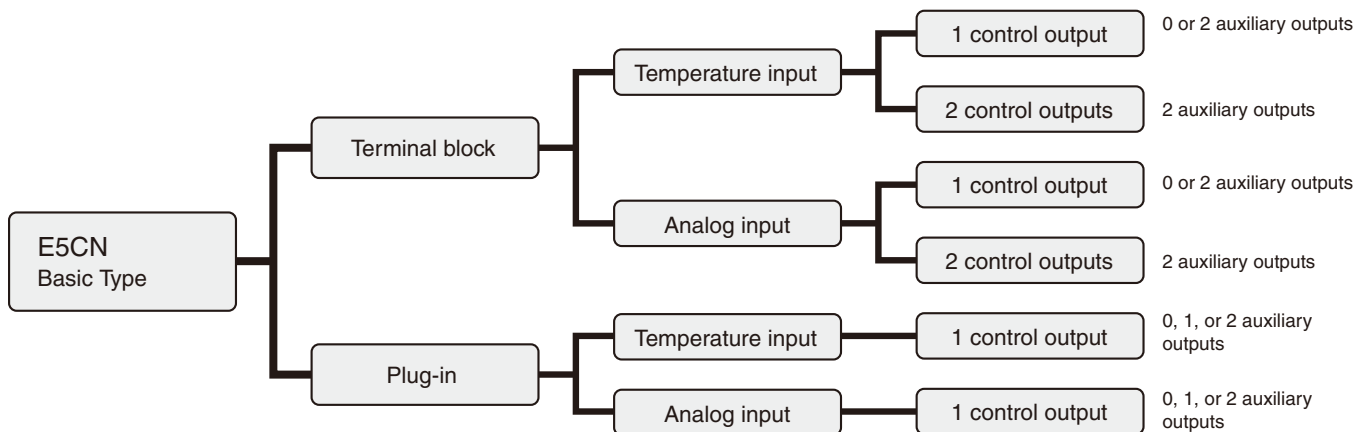 E5CN
Basic Type
Terminal block
Temperature input
1 control output
0 or 2 auxiliary outputs
2 control outputs
2 auxiliary outputs
Analog input
1 control output
0 or 2 auxiliary outputs
2 control outputs
2 auxiliary outputs
Plug-in
Temperature input
1 control output
0, 1, or 2 auxiliary
outputs
Analog input
1 control output
0, 1, or 2 auxiliary
outputs